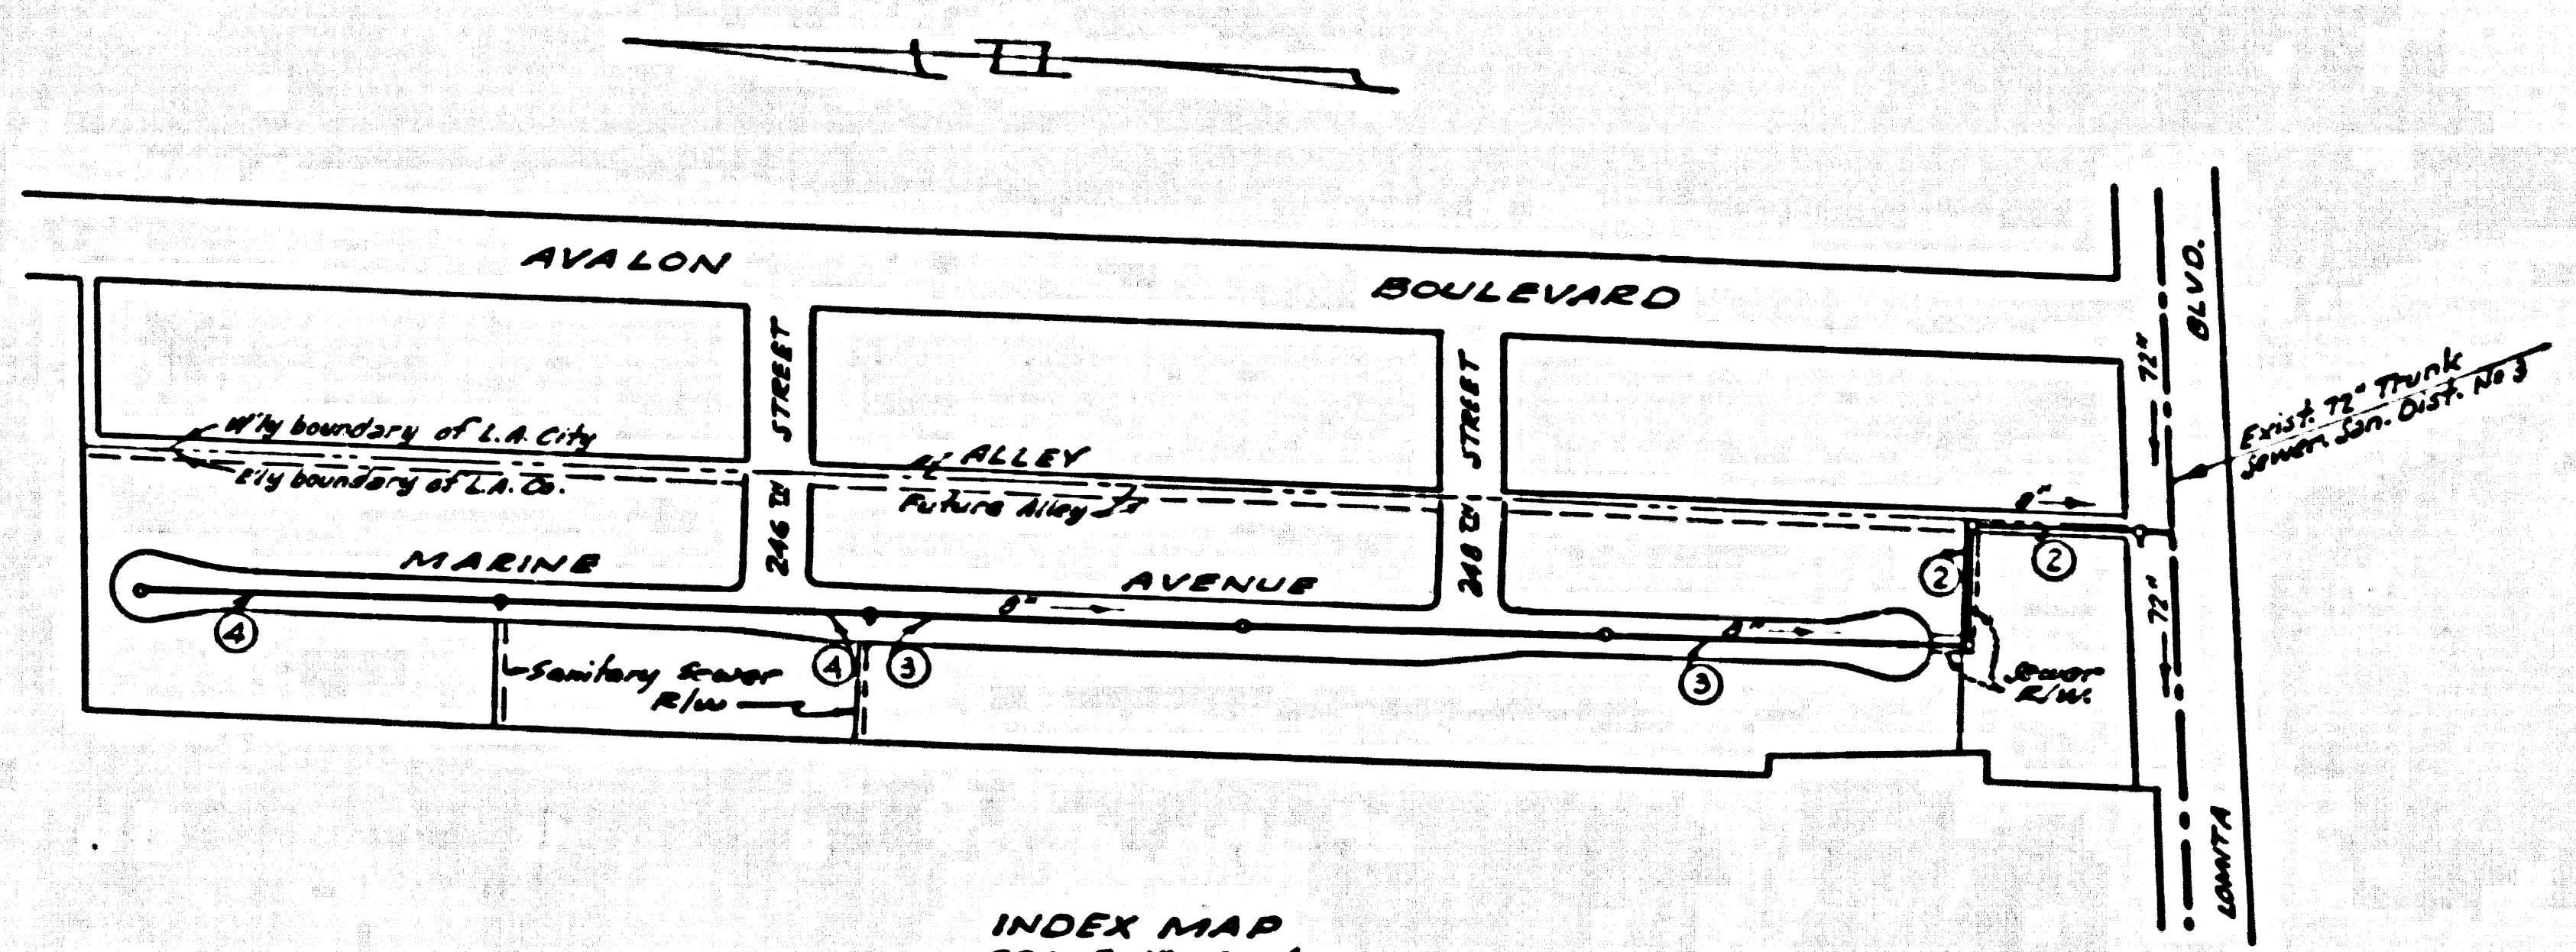 AVALON BOULEVARD
BLVD.
72"
Exist. 72" Trunk
Sewer, San. Dist. No 3
STREET
STREET
W'ly boundary of L.A. City
E'ly boundary of L.A. Co.
ALLEY
Future Alley
8"
246 TH
248 TH
MARINE AVENUE
2
2
72"
8"
8"
4
4
3
3
Sanitary Sewer
R/W
Sewer
R/W.
LOMITA
INDEX MAP